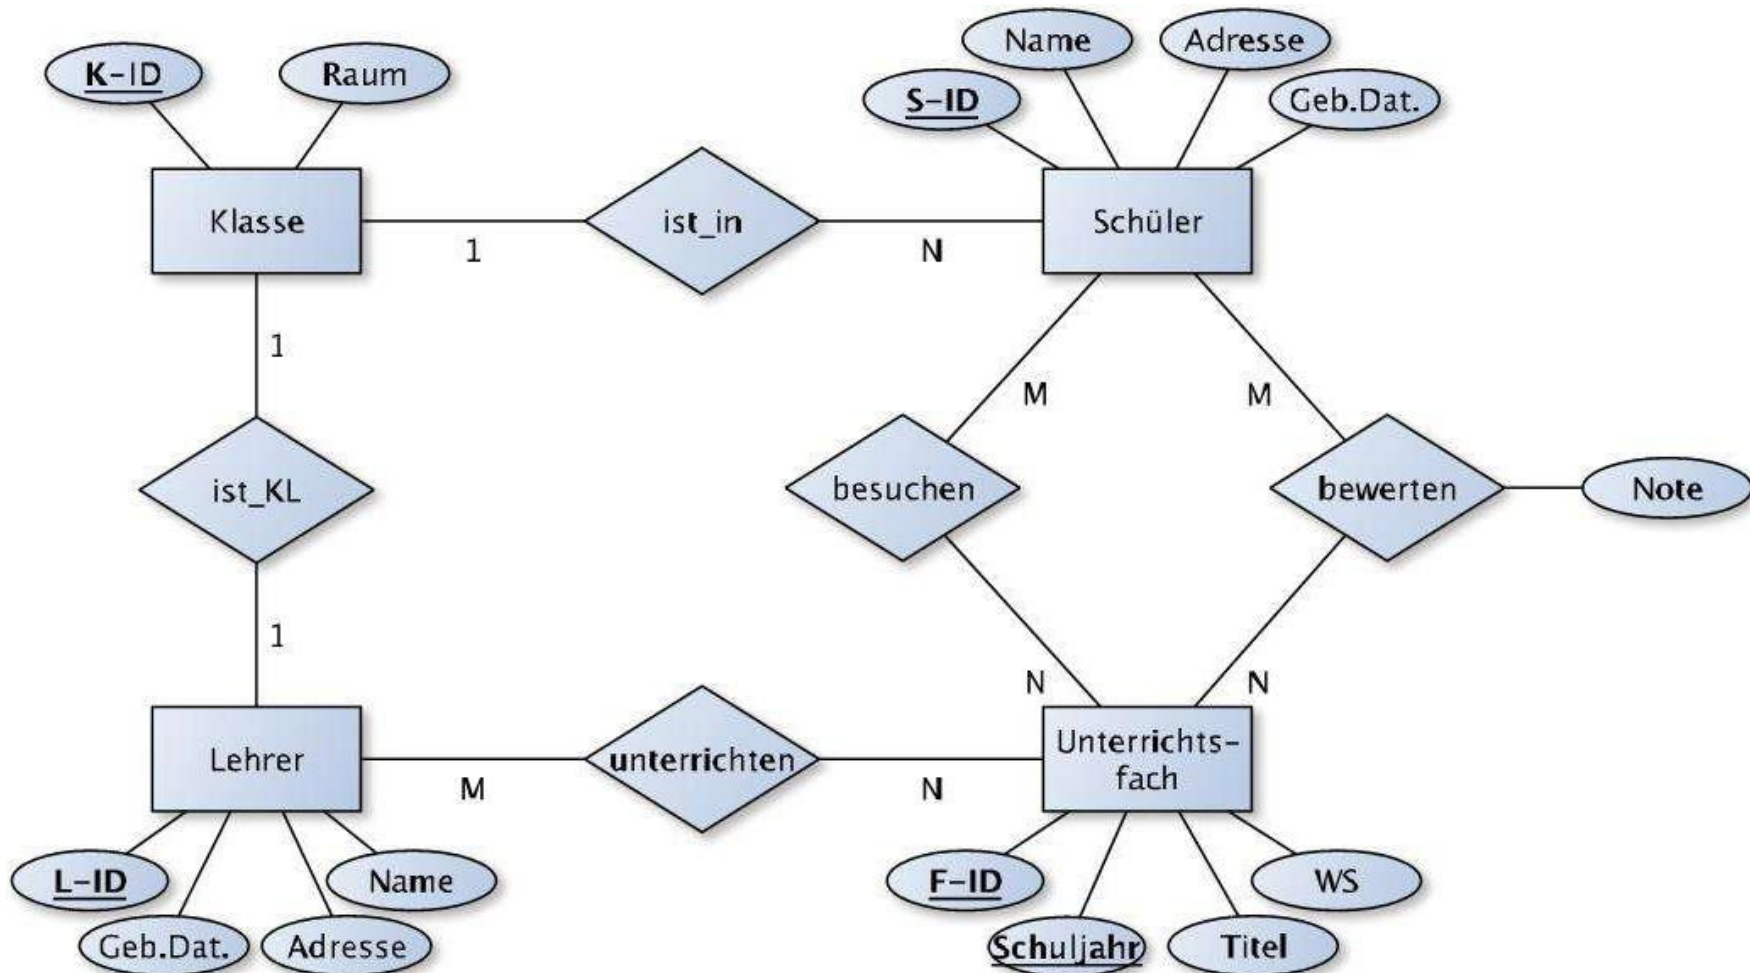 Name
Adresse
K-ID
Raum
S-ID
Geb.Dat.
Klasse
1
ist_in
N
Schüler
1
M
M
ist_KL
besuchen
bewerten
Note
1
N
N
Lehrer
M
unterrichten
N
Unterrichts-
fach
L-ID
Name
F-ID
WS
Geb.Dat.
Adresse
Schuljahr
Titel